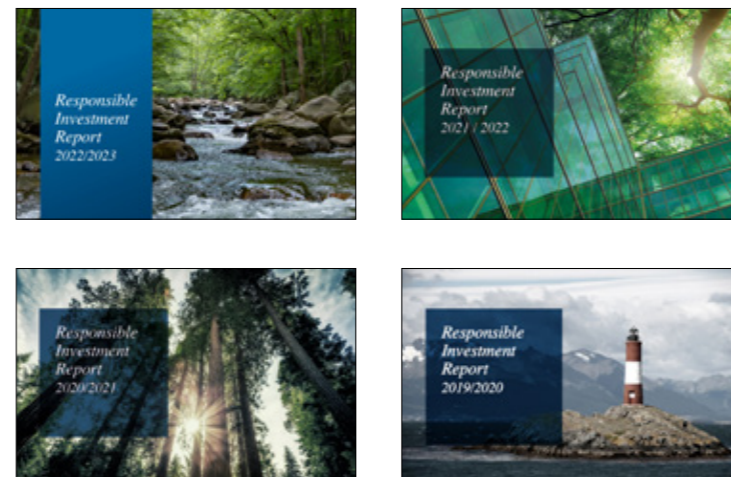 Responsible
Investment
Report
2022/2023
Responsible
Investment
Report
2021 / 2022
Responsible
Investment
Report
2020/2021
Responsible
Investment
Report
2019/2020